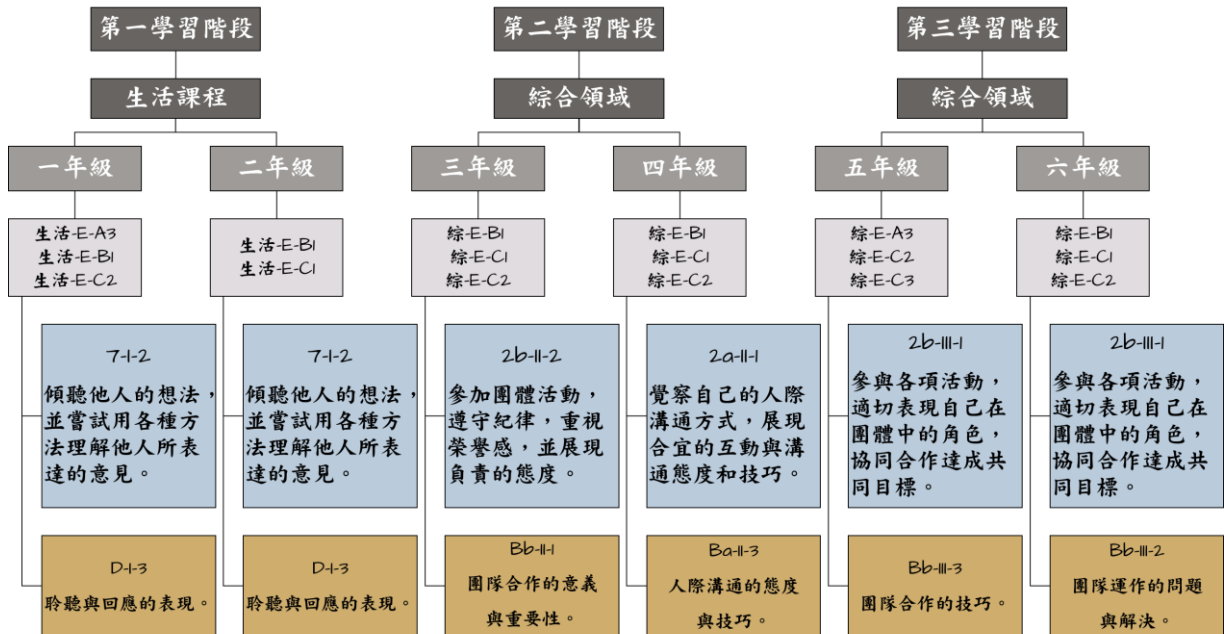 第一學習階段
第二學習階段
第三學習階段
生活課程
綜合領域
綜合領域
一年級
二年級
三年級
四年級
五年級
六年級
生活-E-A3
生活-E-B1
生活-E-C2
生活-E-B1
生活-E-C1
綜-E-B1
綜-E-C1
綜-E-C2
綜-E-B1
綜-E-C1
綜-E-C2
綜-E-A3
綜-E-C2
綜-E-C3
綜-E-B1
綜-E-C1
綜-E-C2
7-I-2
傾聽他人的想法，
並嘗試用各種方
法理解他人所表
達的意見。
7-I-2
傾聽他人的想法，
並嘗試用各種方
法理解他人所表
達的意見。
2b-II-2
參加團體活動，
遵守紀律，重視
榮譽感，並展現
負責的態度。
2a-II-1
覺察自己的人際
溝通方式，展現
合宜的互動與溝
通態度和技巧。
2b-III-1
參與各項活動，
適切表現自己在
團體中的角色，
協同合作達成共
同目標。
2b-III-1
參與各項活動，
適切表現自己在
團體中的角色，
協同合作達成共
同目標。
D-I-3
聆聽與回應的表現。
D-I-3
聆聽與回應的表現。
Bb-II-1
團隊合作的意義
與重要性。
Ba-II-3
人際溝通的態度
與技巧。
Bb-III-3
團隊合作的技巧。
Bb-III-2
團隊運作的問題
與解決。